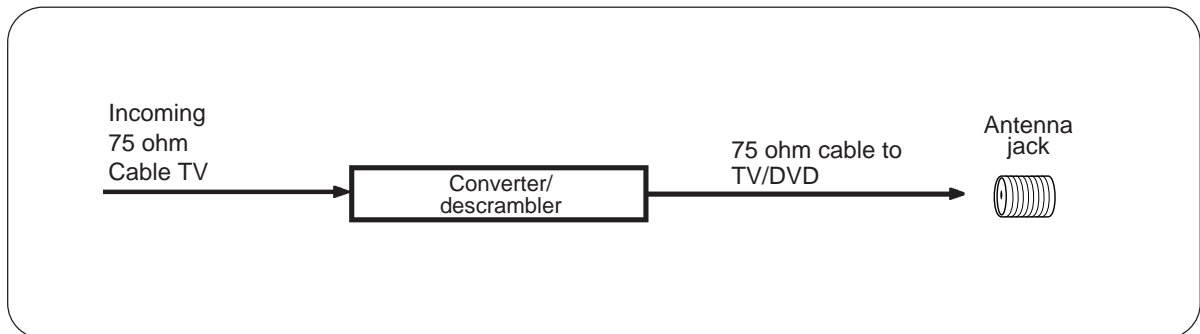 Incoming
75 ohm
Cable TV
Converter/
descrambler
75 ohm cable to
TV/DVD
Antenna
jack